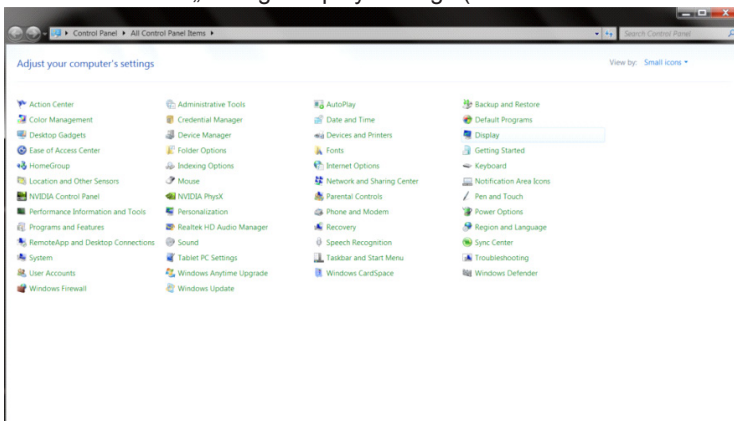 Control Panel ▸ All Control Panel Items ▸
Search Control Panel
Adjust your computer's settings
View by: Small icons
Action Center
Administrative Tools
AutoPlay
Backup and Restore
Color Management
Credential Manager
Date and Time
Default Programs
Desktop Gadgets
Device Manager
Devices and Printers
Display
Ease of Access Center
Folder Options
Fonts
Getting Started
HomeGroup
Indexing Options
Internet Options
Keyboard
Location and Other Sensors
Mouse
Network and Sharing Center
Notification Area Icons
NVIDIA Control Panel
NVIDIA PhysX
Parental Controls
Pen and Touch
Performance Information and Tools
Personalization
Phone and Modem
Power Options
Programs and Features
Realtek HD Audio Manager
Recovery
Region and Language
RemoteApp and Desktop Connections
Sound
Speech Recognition
Sync Center
System
Tablet PC Settings
Taskbar and Start Menu
Troubleshooting
User Accounts
Windows Anytime Upgrade
Windows CardSpace
Windows Defender
Windows Firewall
Windows Update